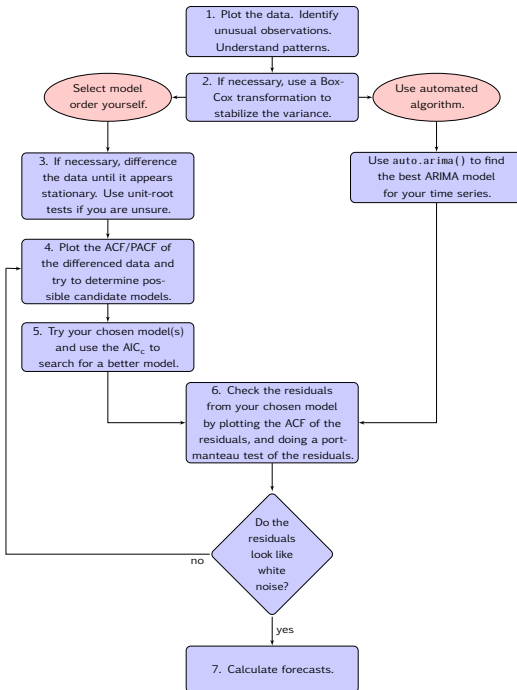 1. Plot the data. Identify
unusual observations.
Understand patterns.
Select model
order yourself.
2. If necessary, use a Box-
Cox transformation to
stabilize the variance.
Use automated
algorithm.
3. If necessary, difference
the data until it appears
stationary. Use unit-root
tests if you are unsure.
Use auto.arima() to find
the best ARIMA model
for your time series.
4. Plot the ACF/PACF of
the differenced data and
try to determine pos-
sible candidate models.
5. Try your chosen model(s)
and use the AICc to
search for a better model.
6. Check the residuals
from your chosen model
by plotting the ACF of the
residuals, and doing a port-
manteau test of the residuals.
Do the
residuals
look like
white
noise?
no
yes
7. Calculate forecasts.